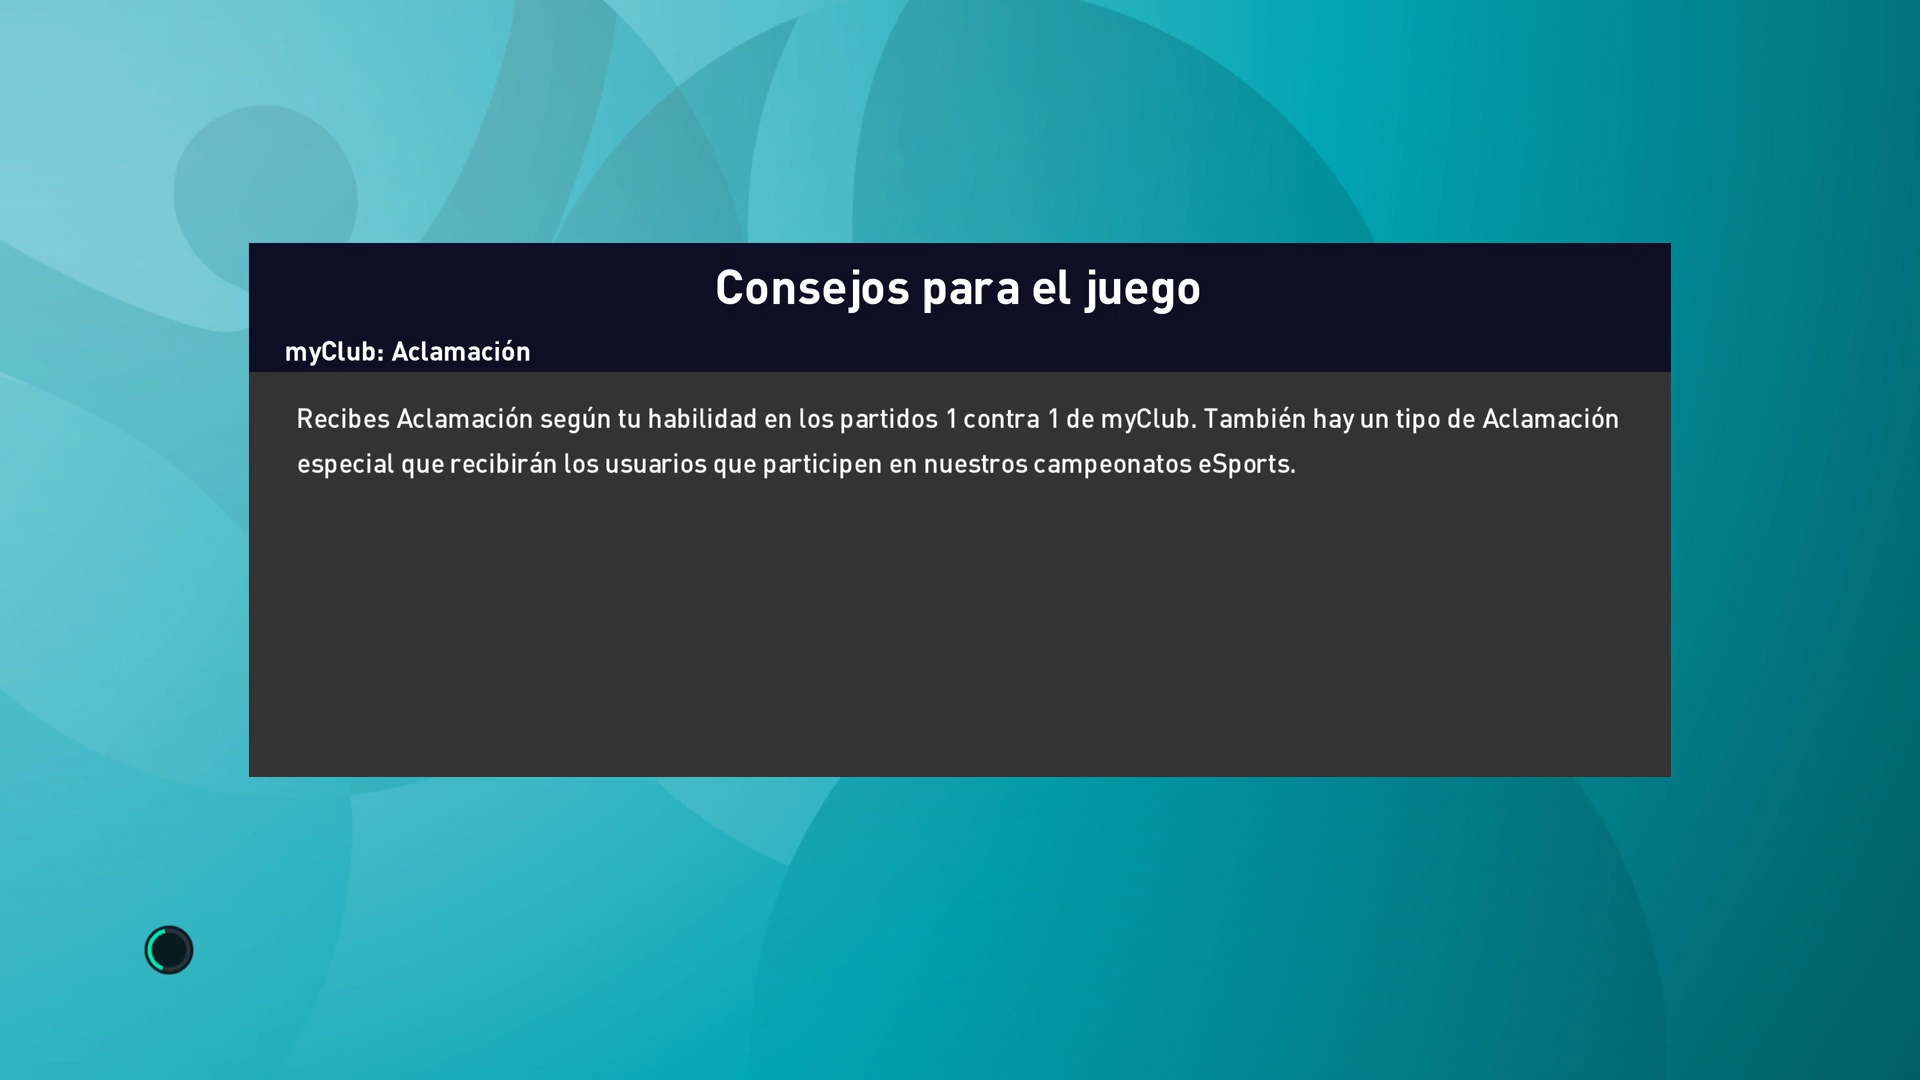 Consejos para el juego
myClub: Aclamación
Recibes Aclamación según tu habilidad en los partidos 1 contra 1 de myClub. También hay un tipo de Aclamación
especial que recibirán los usuarios que participen en nuestros campeonatos eSports.